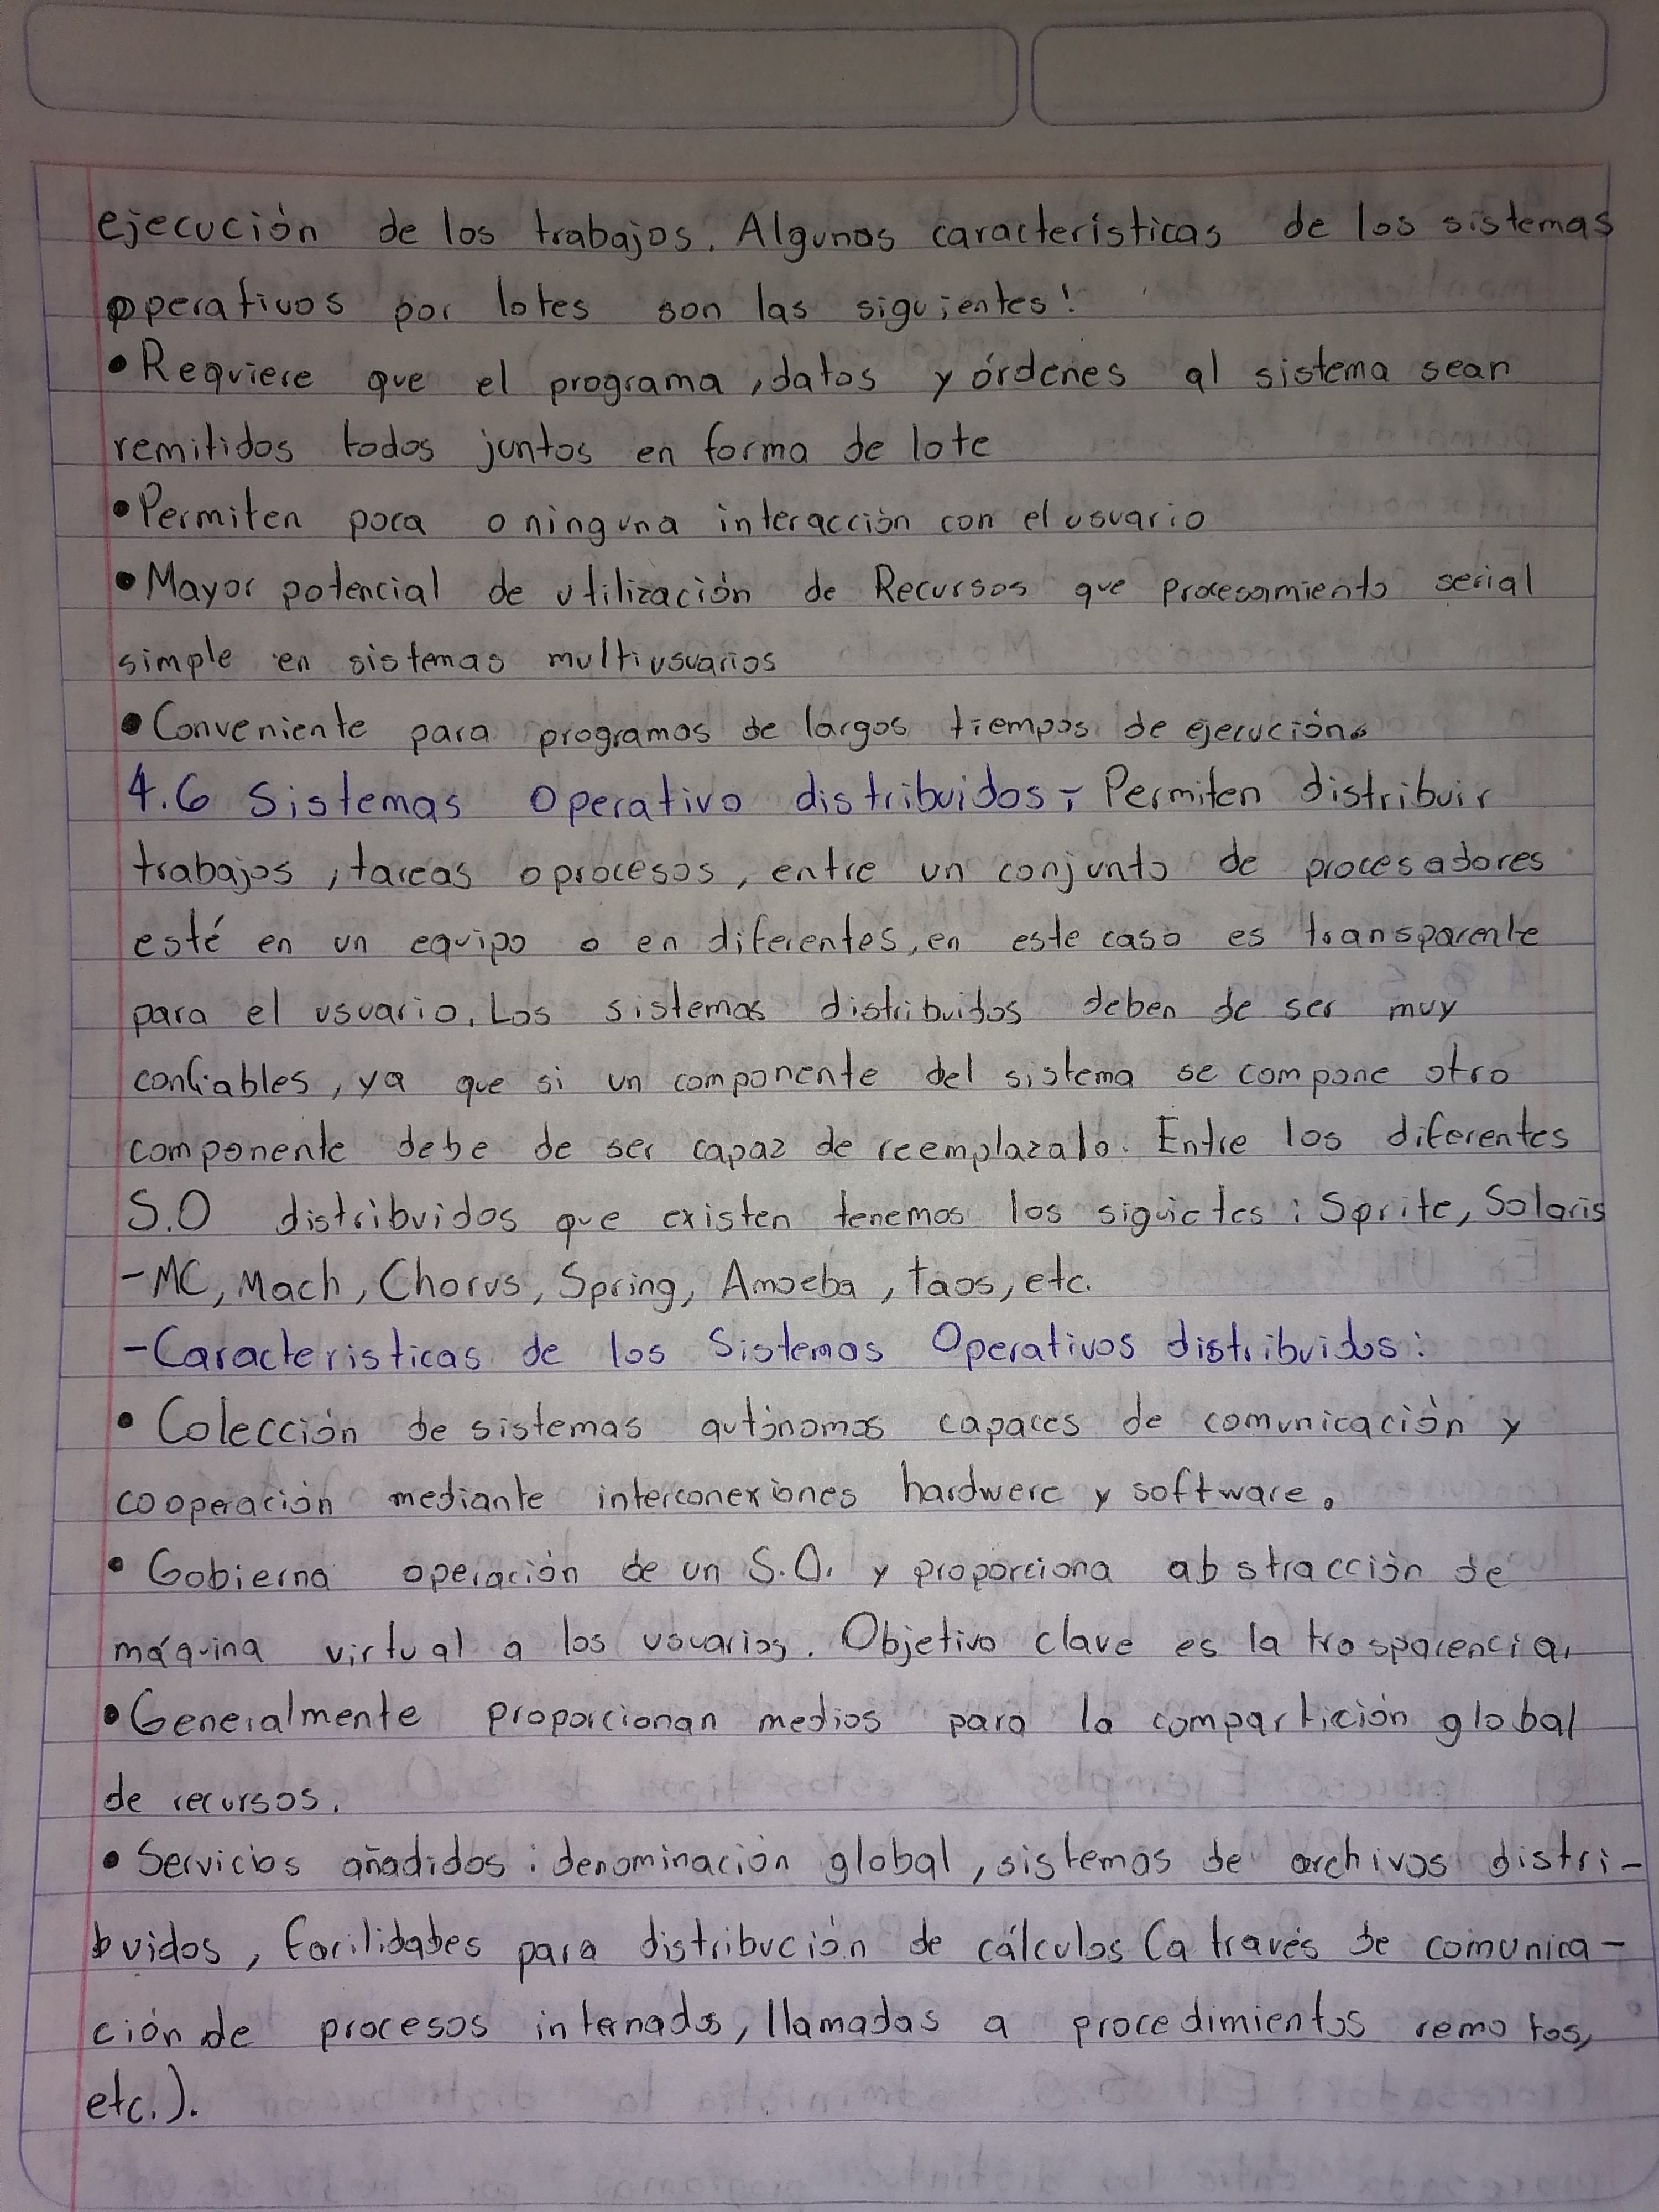 ejecución de los trabajos. Algunas características de los sistemas
operativos por lotes son las siguientes:
• Requiere que el programa, datos y órdenes al sistema sean
remitidos todos juntos en forma de lote
• Permiten poca o ninguna interacción con el usuario
• Mayor potencial de utilización de Recursos que procesamiento serial
simple en sistemas multiusuarios
• Conveniente para programas de largos tiempos de ejecución.
4.6 Sistemas Operativo distribuidos: Permiten distribuir
trabajos, tareas o procesos, entre un conjunto de procesadores
esté en un equipo o en diferentes, en este caso es transparente
para el usuario. Los sistemas distribuidos deben de ser muy
confiables, ya que si un componente del sistema se compone otro
componente debe de ser capaz de reemplazalo. Entre los diferentes
S.O distribuidos que existen tenemos los siguietes: Sprite, Solaris
-MC, Mach, Chorus, Spring, Amoeba, Taos, etc.
-Caracteristicas de los Sistemas Operativos distribuidos:
• Colección de sistemas autónomos capaces de comunicación y
cooperación mediante interconexiones hardwere y software.
• Gobierna operación de un S.O. y proporciona abstracción de
máquina virtual a los usuarios. Objetivo clave es la trasparencia.
• Generalmente proporcionan medios para la compartición global
de recursos.
• Servicios añadidos: denominación global, sistemas de archivos distri-
buidos, facilidades para distribución de cálculos (a través de comunica-
ción de procesos internados, llamadas a procedimientos remotos,
etc.).